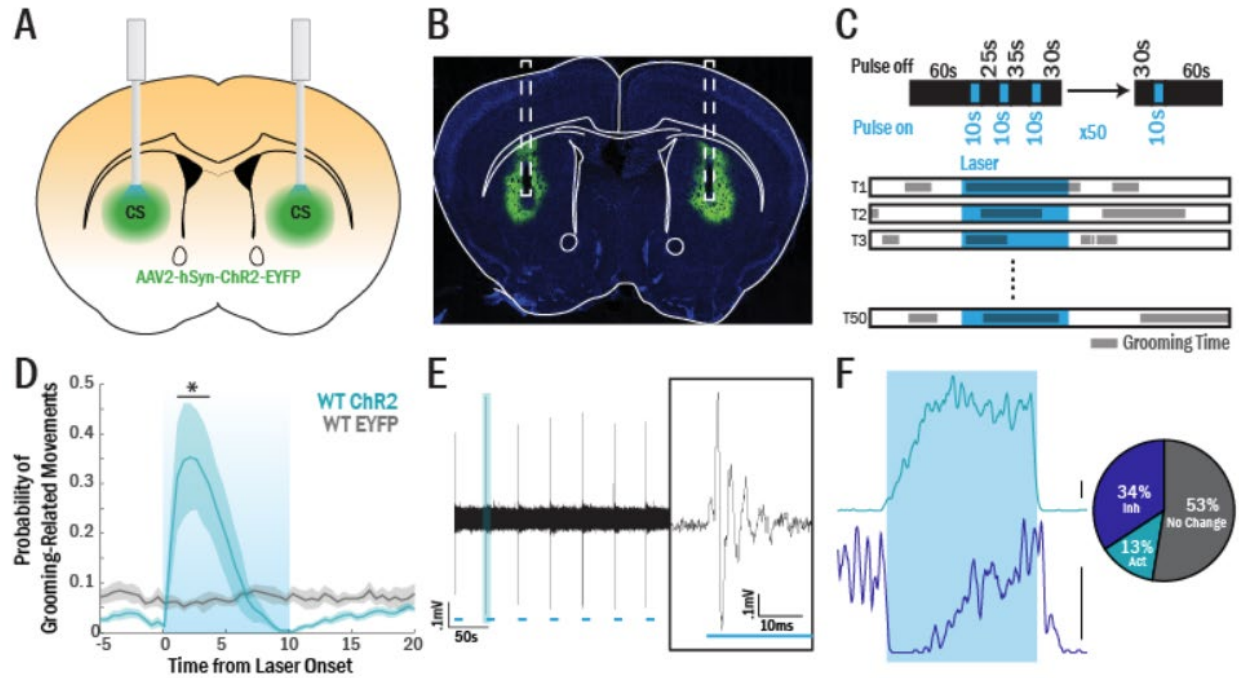 A
CS
CS
AAV2-hSyn-ChR2-EYFP
B
C
Pulse off
60s
25s
35s
30s
30s
60s
Pulse on
10s
10s
10s
x50
10s
Laser
T1
T2
T3
T50
Grooming Time
D
Probability of
Grooming-Related Movements
0.5
0.4
0.3
0.2
0.1
0
*
WT ChR2
WT EYFP
-5
0
5
10
15
20
Time from Laser Onset
E
.1mV
50s
.1mV
10ms
F
34%
Inh
53%
No Change
13%
Act